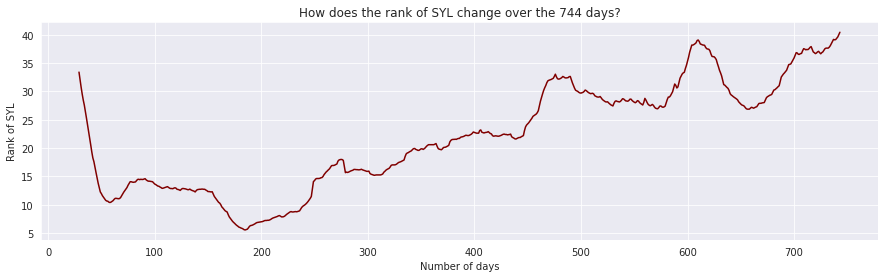 How does the rank of SYL change over the 744 days?
40
35
30
25
20
15
10
5
Rank of SYL
0 100 200 300 400 500 600 700
Number of days